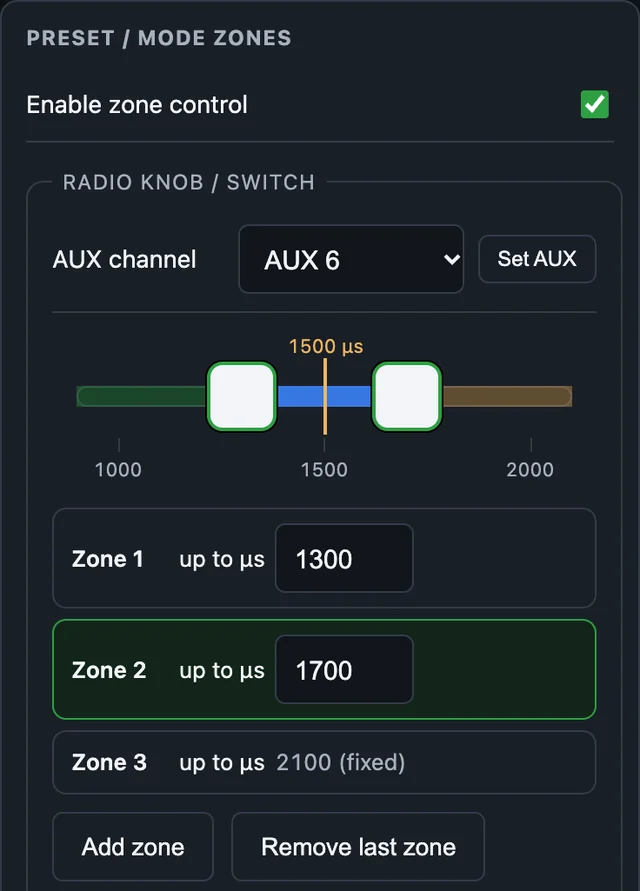 PRESET / MODE ZONES
Enable zone control
RADIO KNOB / SWITCH
AUX channel AUX 6 Set AUX
1500 µs
1000 1500 2000
Zone 1 up to µs 1300
Zone 2 up to µs 1700
Zone 3 up to µs 2100 (fixed)
Add zone Remove last zone